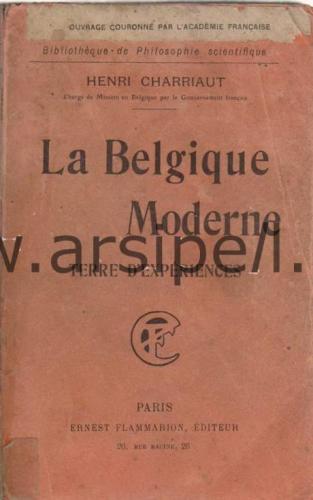 OUVRAGE COURONNÉ PAR L'ACADÉMIE FRANÇAISE
Bibliothèque de Philosophie scientifique
HENRI CHARRIAUT
Chargé de Mission en Belgique par le Gouvernement français
La Belgique
Moderne
w.arsipel.
TERRE D'EXPÉRIENCES
PARIS
ERNEST FLAMMARION, ÉDITEUR
26, RUE RACINE, 26